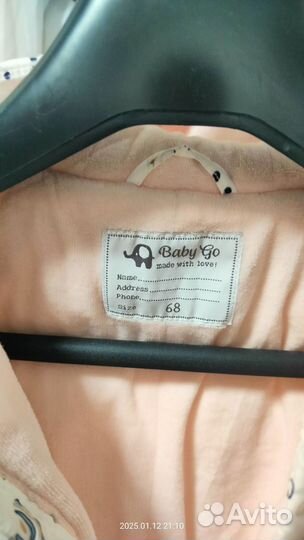 Baby Go
made with love!
Name
Address
Phone
Size 68
2025.01.12 21:10
Avito